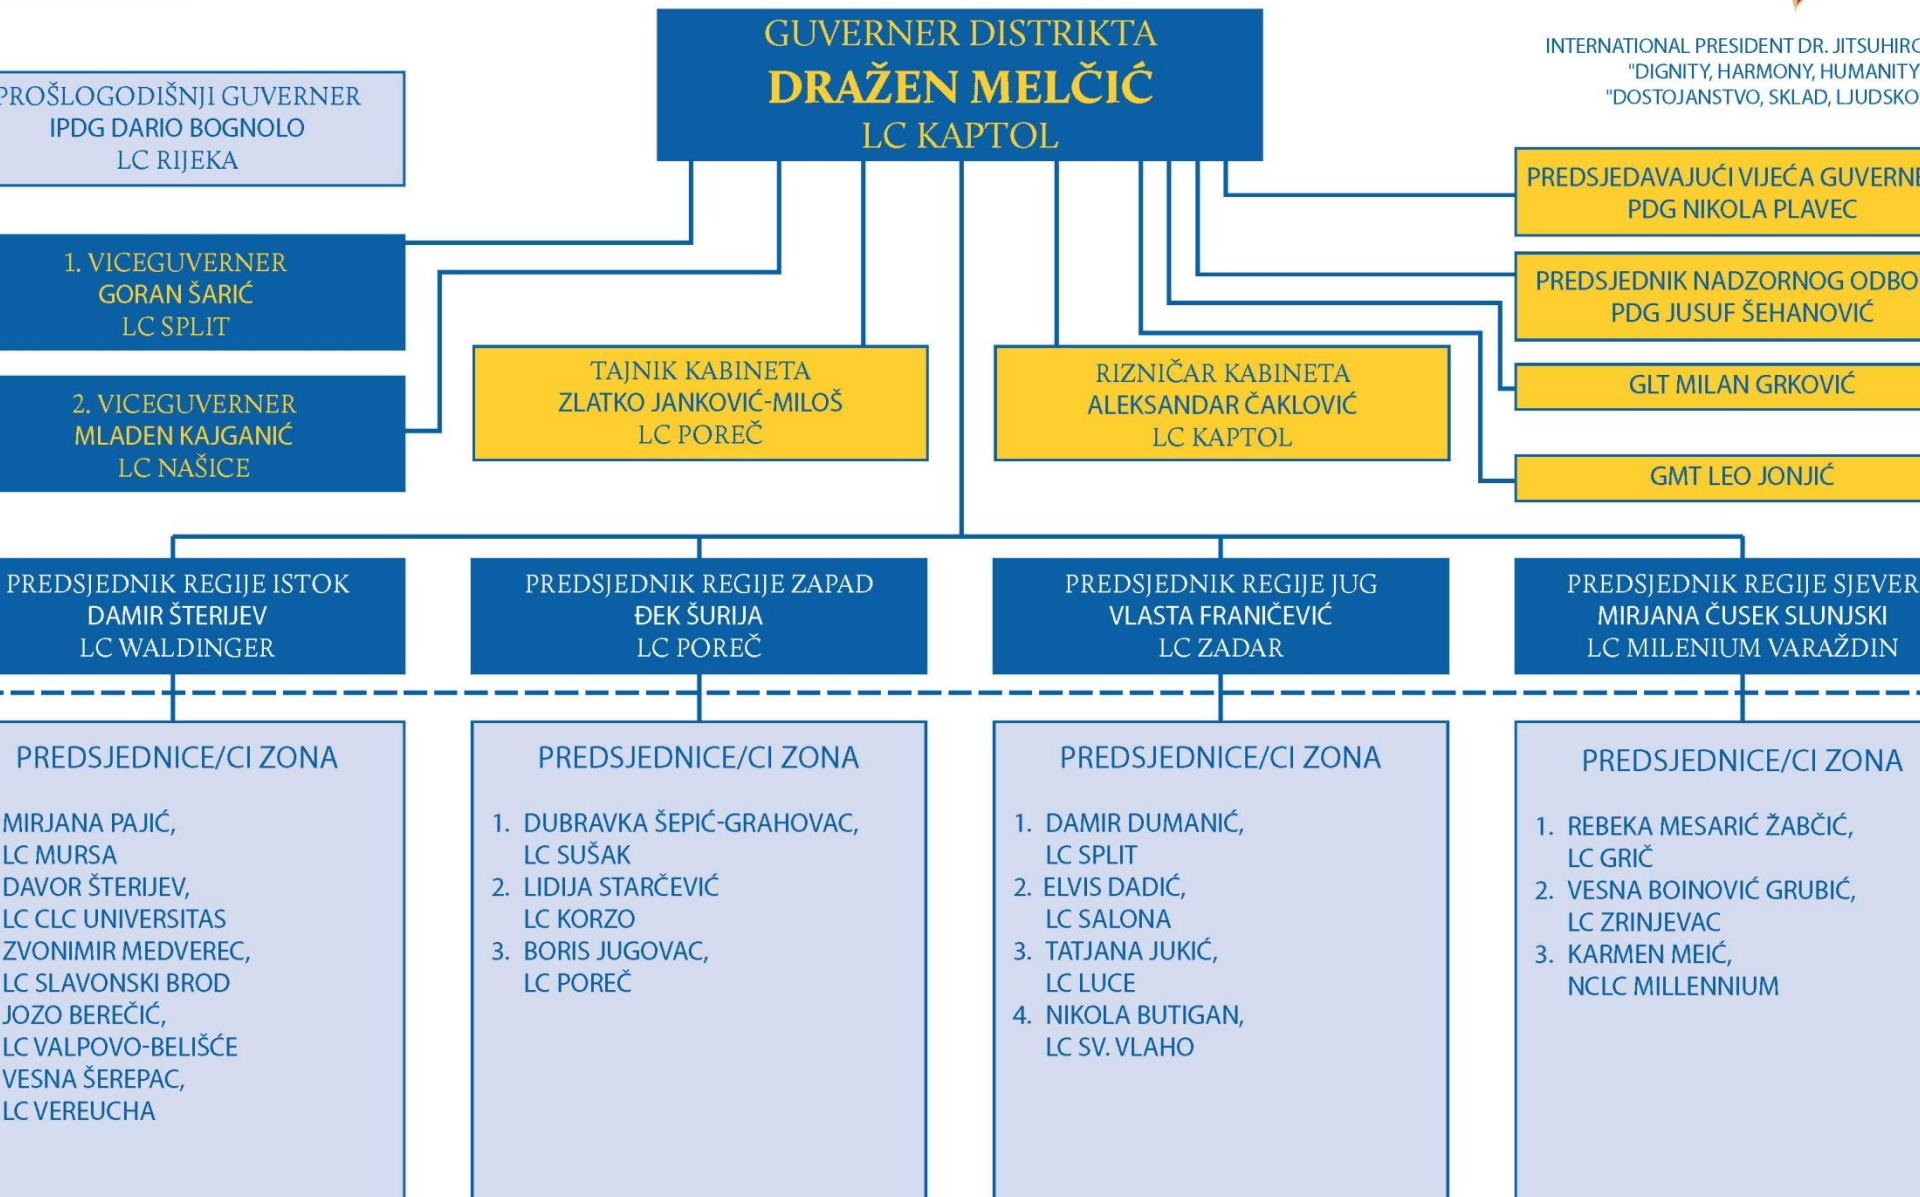 GUVERNER DISTRIKTA
DRAŽEN MELČIĆ
LC KAPTOL
INTERNATIONAL PRESIDENT DR.
"DIGNITY, HARMONY, HUMANITY
"DOSTOJANSTVO, SKLAD,
PROŠLOGODIŠNJI GUVERNER
IPDG DARIO BOGNOLO
LC RIJEKA
1. VICEGUVERNER
GORAN ŠARIĆ
LC SPLIT
2. VICEGUVERNER
MLADEN KAJGANIĆ
LC NAŠICE
TAJNIK KABINETA
ZLATKO JANKOVIĆ-MILOŠ
LC POREČ
RIZNIČAR KABINETA
ALEKSANDAR ČAKLOVIĆ
LC KAPTOL
PREDSJEDAVAJUĆI VIJEĆA
PDG NIKOLA PLAVEC
PREDSJEDNIK NADZORNOG
PDG JUSUF ŠEHANOVIĆ
GLT MILAN GRKOVIĆ
GMT LEO JONJIĆ
PREDSJEDNIK REGIJE ISTOK
DAMIR ŠTERIJEV
LC WALDINGER
PREDSJEDNIK REGIJE ZAPAD
ĐEK ŠURIJA
LC POREČ
PREDSJEDNIK REGIJE JUG
VLASTA FRANIČEVIĆ
LC ZADAR
PREDSJEDNIK REGIJE SJEVER
MIRJANA ČUSEK SLUNJSKI
LC MILENIUM VARAŽDIN
PREDSJEDNICE/CI ZONA
MIRJANA PAJIĆ,
LC MURSA
DAVOR ŠTERIJEV,
LC CLC UNIVERSITAS
ZVONIMIR MEDVEREC,
LC SLAVONSKI BROD
JOZO BEREČIĆ,
LC VALPOVO-BELIŠĆE
VESNA ŠEREPAC,
LC VEREUCHA
PREDSJEDNICE/CI ZONA
1. DUBRAVKA ŠEPIĆ-GRAHOVAC,
LC SUŠAK
2. LIDIJA STARČEVIĆ
LC KORZO
3. BORIS JUGOVAC,
LC POREČ
PREDSJEDNICE/CI ZONA
1. DAMIR DUMANIĆ,
LC SPLIT
2. ELVIS DADIĆ,
LC SALONA
3. TATJANA JUKIĆ,
LC LUCE
4. NIKOLA BUTIGAN,
LC SV. VLAHO
PREDSJEDNICE/CI ZONA
1. REBEKA MESARIĆ ŽABČIĆ,
LC GRIČ
2. VESNA BOINOVIĆ GRUBIĆ,
LC ZRINJEVAC
3. KARMEN MEIĆ,
NCLC MILLENNIUM